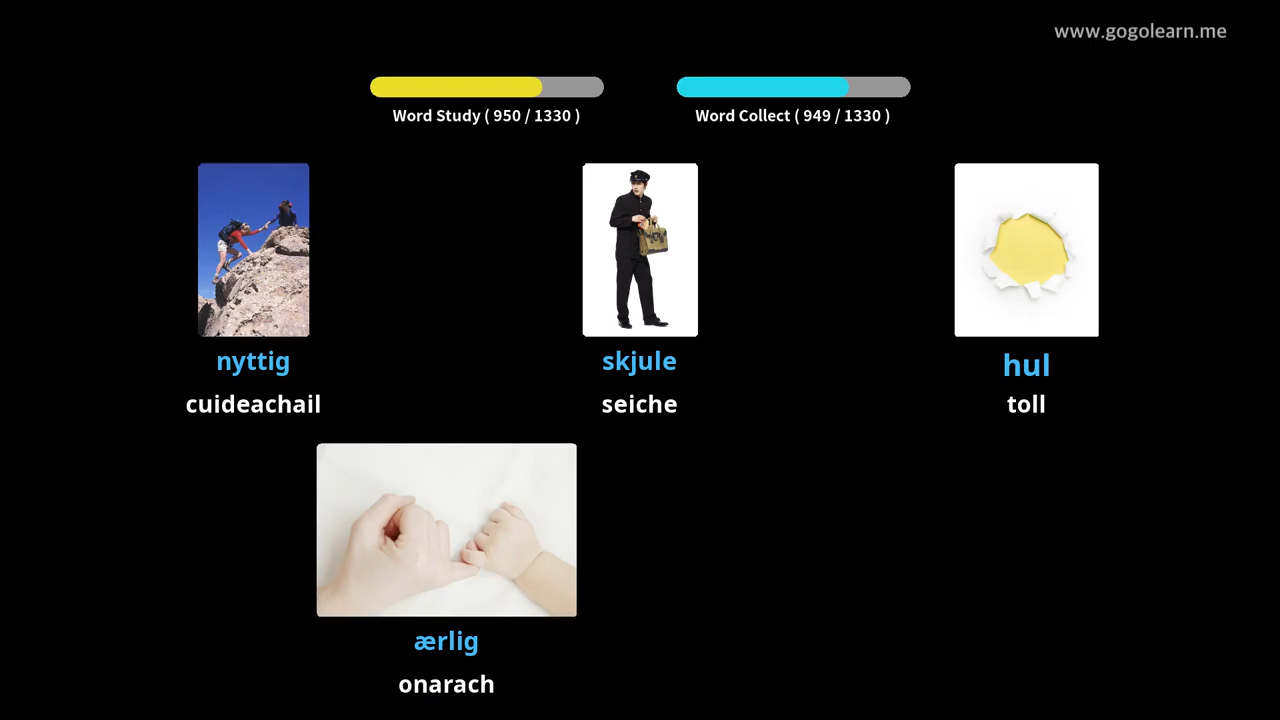 www.gogolearn.me
Word Study ( 950 / 1330 )
Word Collect ( 949 / 1330 )
nyttig
cuideachail
skjule
seiche
hul
toll
ærlig
onarach